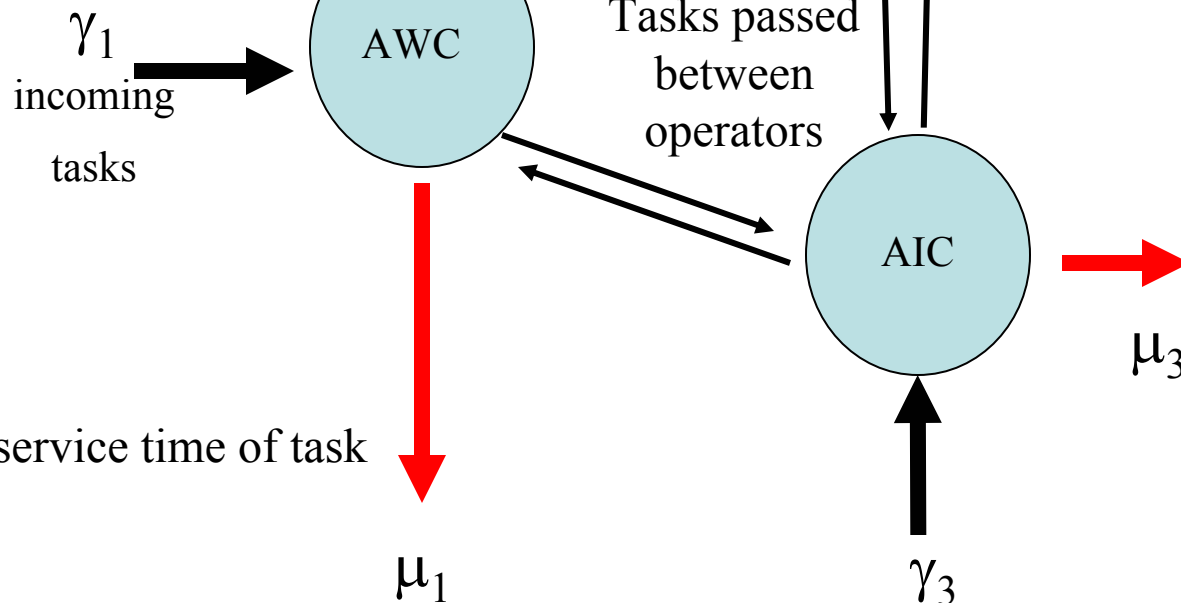 γ1
incoming
tasks
AWC
Tasks passed
between
operators
AIC
μ3
service time of task
μ1
γ3